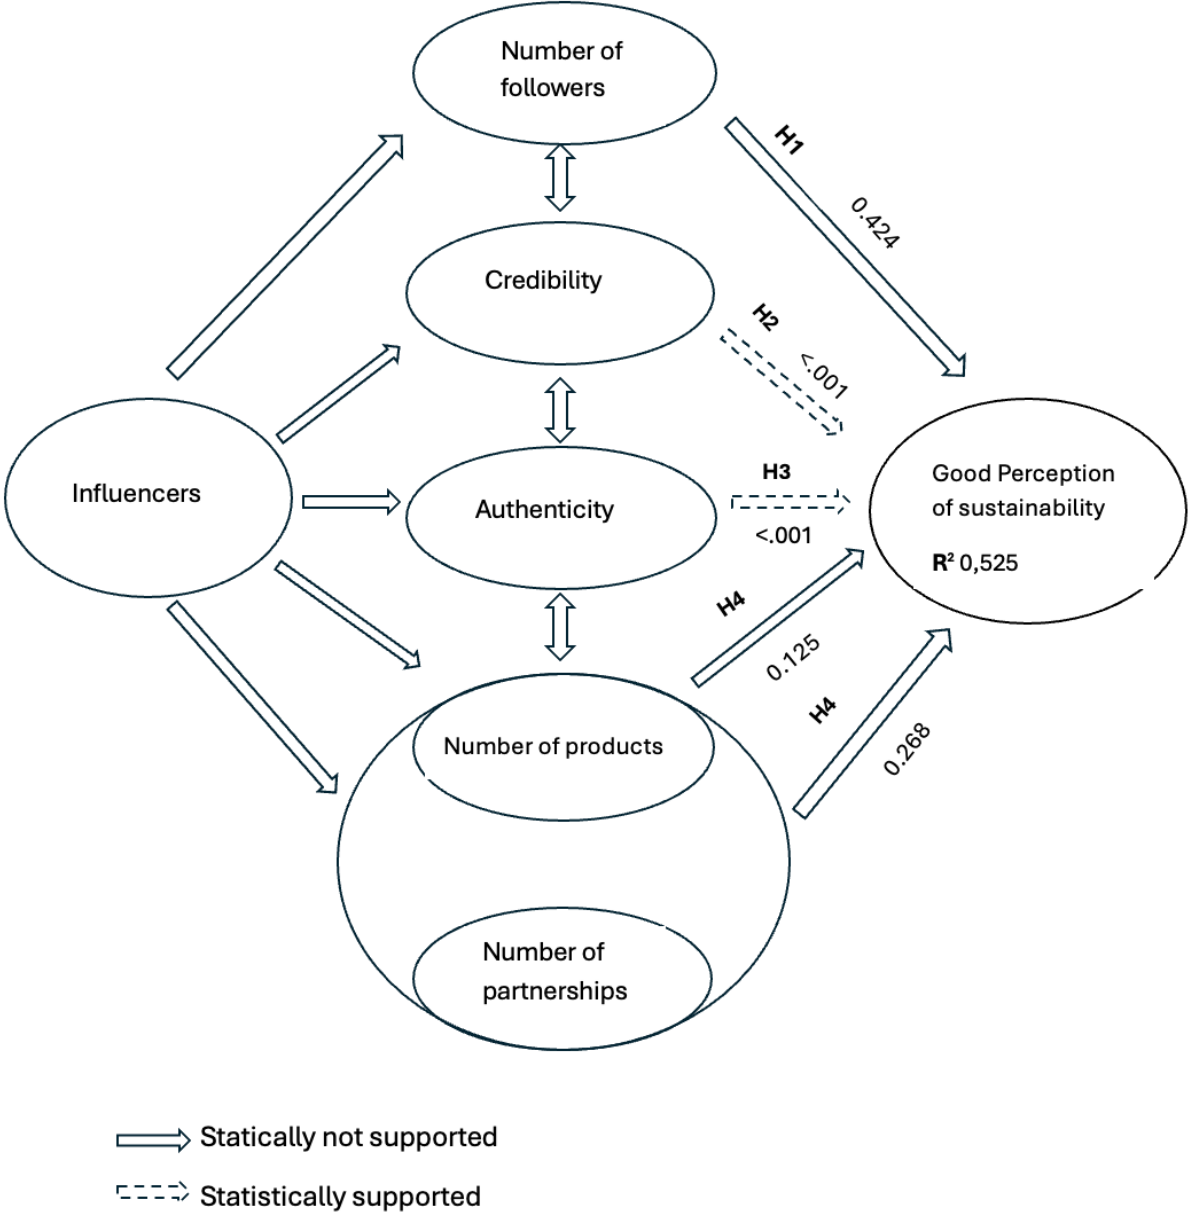 Number of
followers
H1
0.424
Credibility
H2
<.001
Influencers
Authenticity
H3
<.001
Good Perception
of sustainability
R² 0,525
H4
0.125
Number of products
H4
0.268
Number of
partnerships
Statically not supported
Statistically supported